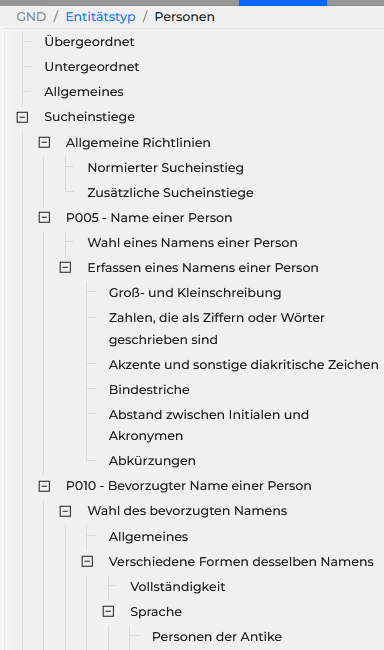 GND / Entitätstyp / Personen
Übergeordnet
Untergeordnet
Allgemeines
Sucheinstiege
Allgemeine Richtlinien
Normierter Sucheinstieg
Zusätzliche Sucheinstiege
P005 - Name einer Person
Wahl eines Namens einer Person
Erfassen eines Namens einer Person
Groß- und Kleinschreibung
Zahlen, die als Ziffern oder Wörter
geschrieben sind
Akzente und sonstige diakritische Zeichen
Bindestriche
Abstand zwischen Initialen und
Akronymen
Abkürzungen
P010 - Bevorzugter Name einer Person
Wahl des bevorzugten Namens
Allgemeines
Verschiedene Formen desselben Namens
Vollständigkeit
Sprache
Personen der Antike